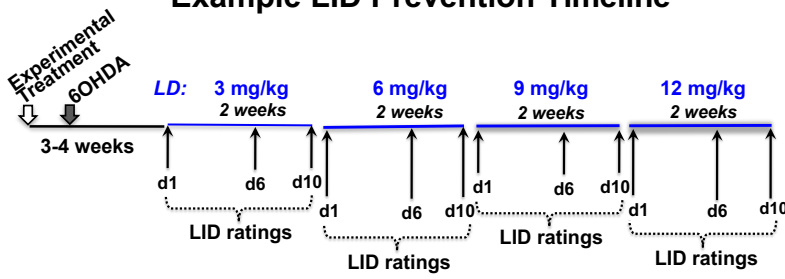 Example LID Prevention Timeline
Experimental
Treatment
6OHDA
LD: 3 mg/kg 6 mg/kg 9 mg/kg 12 mg/kg
2 weeks 2 weeks 2 weeks 2 weeks
3-4 weeks
d1 d6 d10 d1 d6 d10 d1 d6 d10 d1 d6 d10
LID ratings LID ratings LID ratings LID ratings